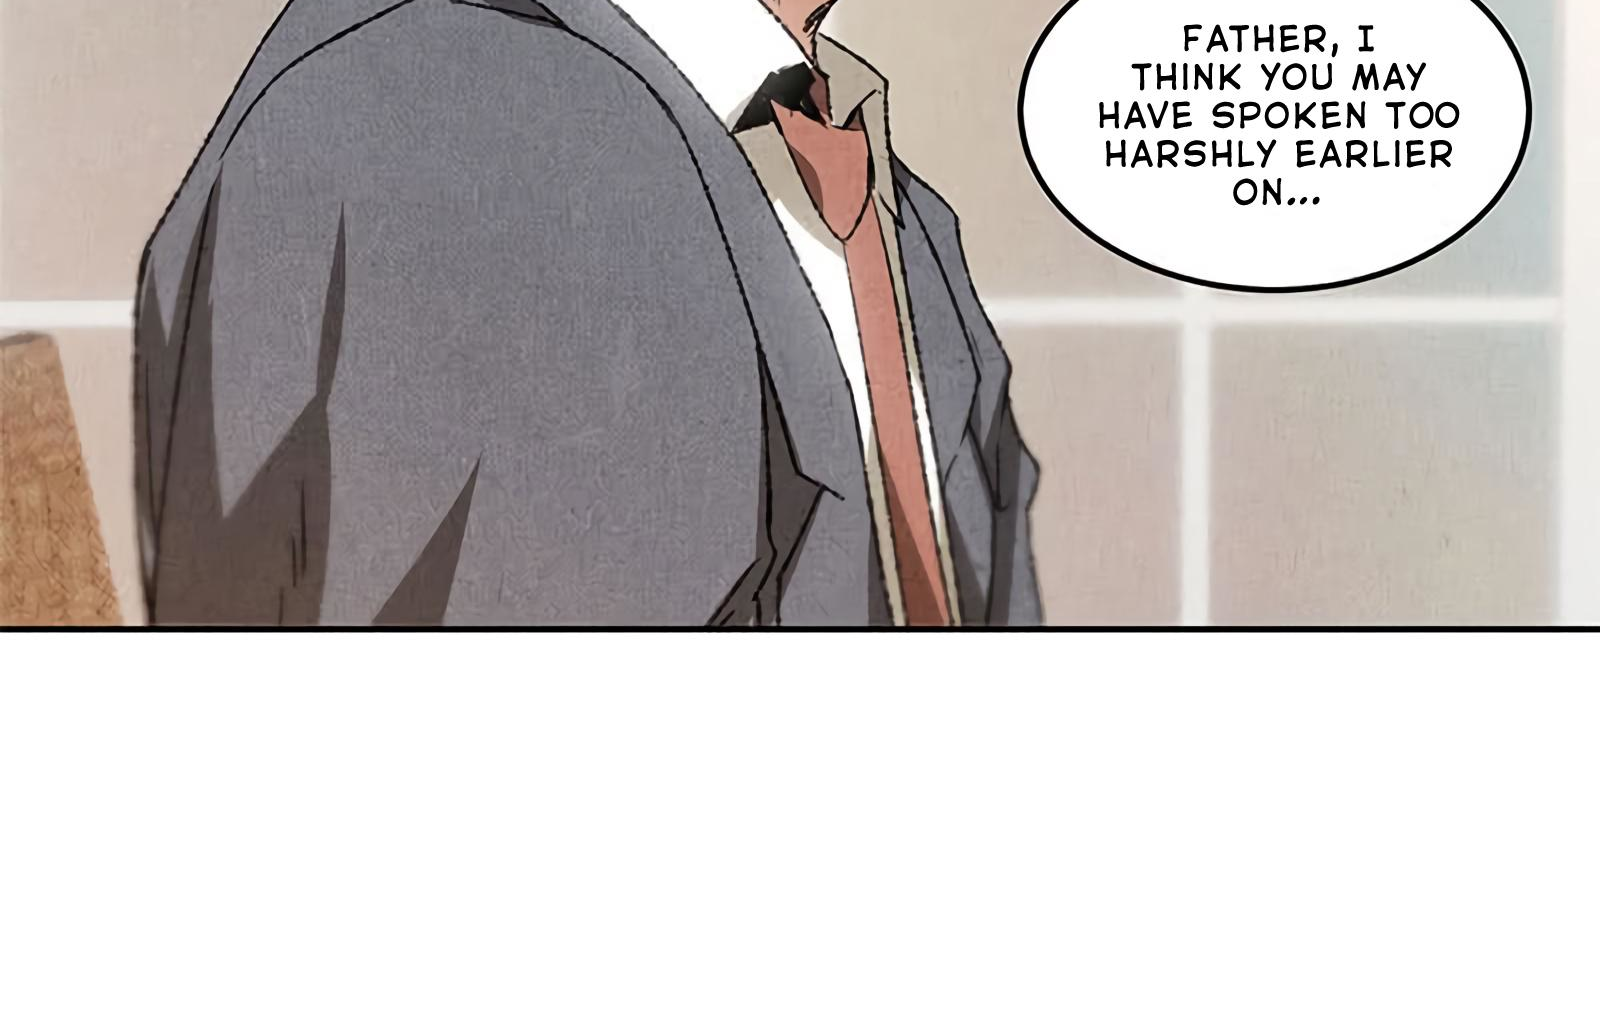 FATHER, I
THINK YOU MAY
HAVE SPOKEN TOO
HARSHLY EARLIER
ON...